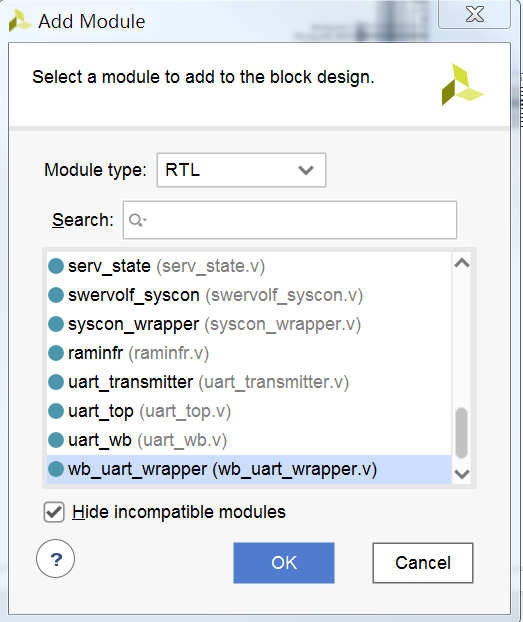 Add Module
Select a module to add to the block design.
Module type: RTL
Search:
serv_state (serv_state.v)
swervolf_syscon (swervolf_syscon.v)
syscon_wrapper (syscon_wrapper.v)
raminfr (raminfr.v)
uart_transmitter (uart_transmitter.v)
uart_top (uart_top.v)
uart_wb (uart_wb.v)
wb_uart_wrapper (wb_uart_wrapper.v)
Hide incompatible modules
? OK Cancel